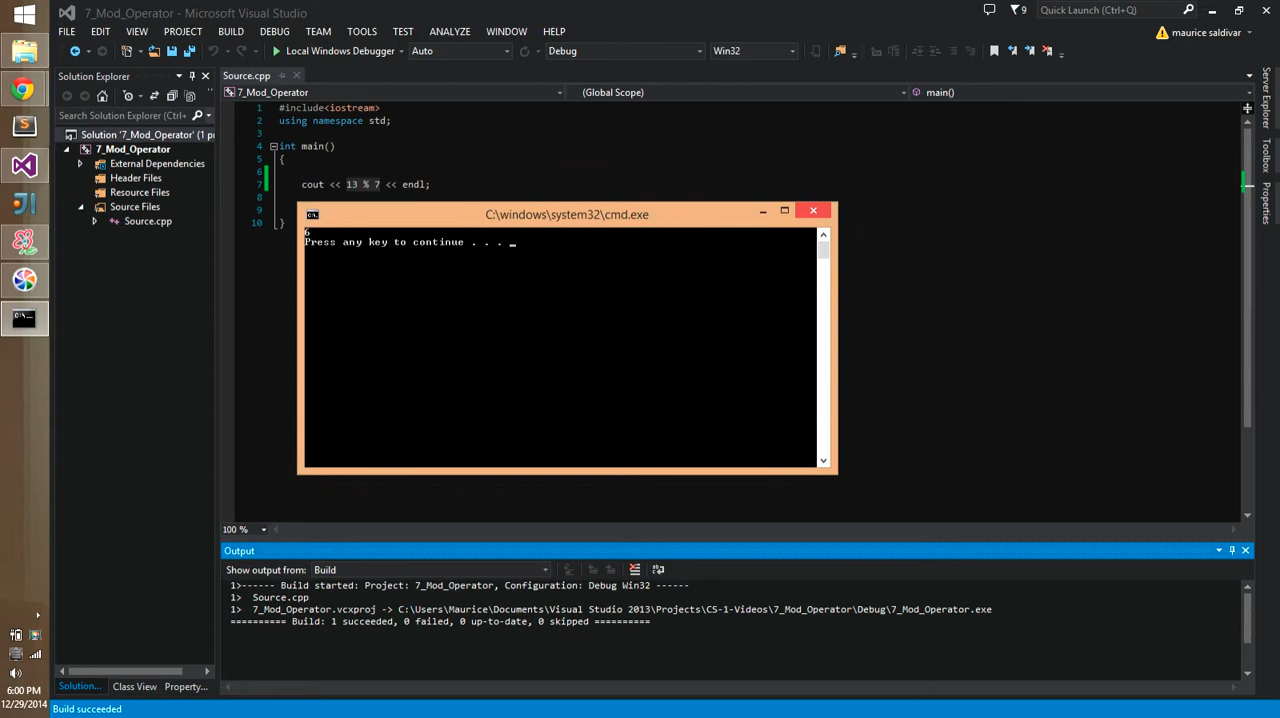 7_Mod_Operator - Microsoft Visual Studio
9
Quick Launch (Ctrl+Q)
FILE EDIT VIEW PROJECT BUILD DEBUG TEAM TOOLS TEST ANALYZE WINDOW HELP
maurice saldivar
Local Windows Debugger Auto Debug Win32
Solution Explorer
Source.cpp
7_Mod_Operator (Global Scope) main()
Search Solution Explorer (Ctrl+
Solution '7_Mod_Operator' (1 p
7_Mod_Operator
External Dependencies
Header Files
Resource Files
Source Files
Source.cpp
1 #include<iostream>
2 using namespace std;
3
4 int main()
5 {
6
7 cout << 13 % 7 << endl;
8
9
10 }
C:\windows\system32\cmd.exe
6
Press any key to continue . . . _
Server Explorer
Toolbox
Properties
100 %
Output
Show output from: Build
1>------ Build started: Project: 7_Mod_Operator, Configuration: Debug Win32 ------
1> Source.cpp
1> 7_Mod_Operator.vcxproj -> C:\Users\Maurice\Documents\Visual Studio 2013\Projects\CS-1-Videos\7_Mod_Operator\Debug\7_Mod_Operator.exe
========== Build: 1 succeeded, 0 failed, 0 up-to-date, 0 skipped ==========
Solution... Class View Property...
6:00 PM
12/29/2014
Build succeeded